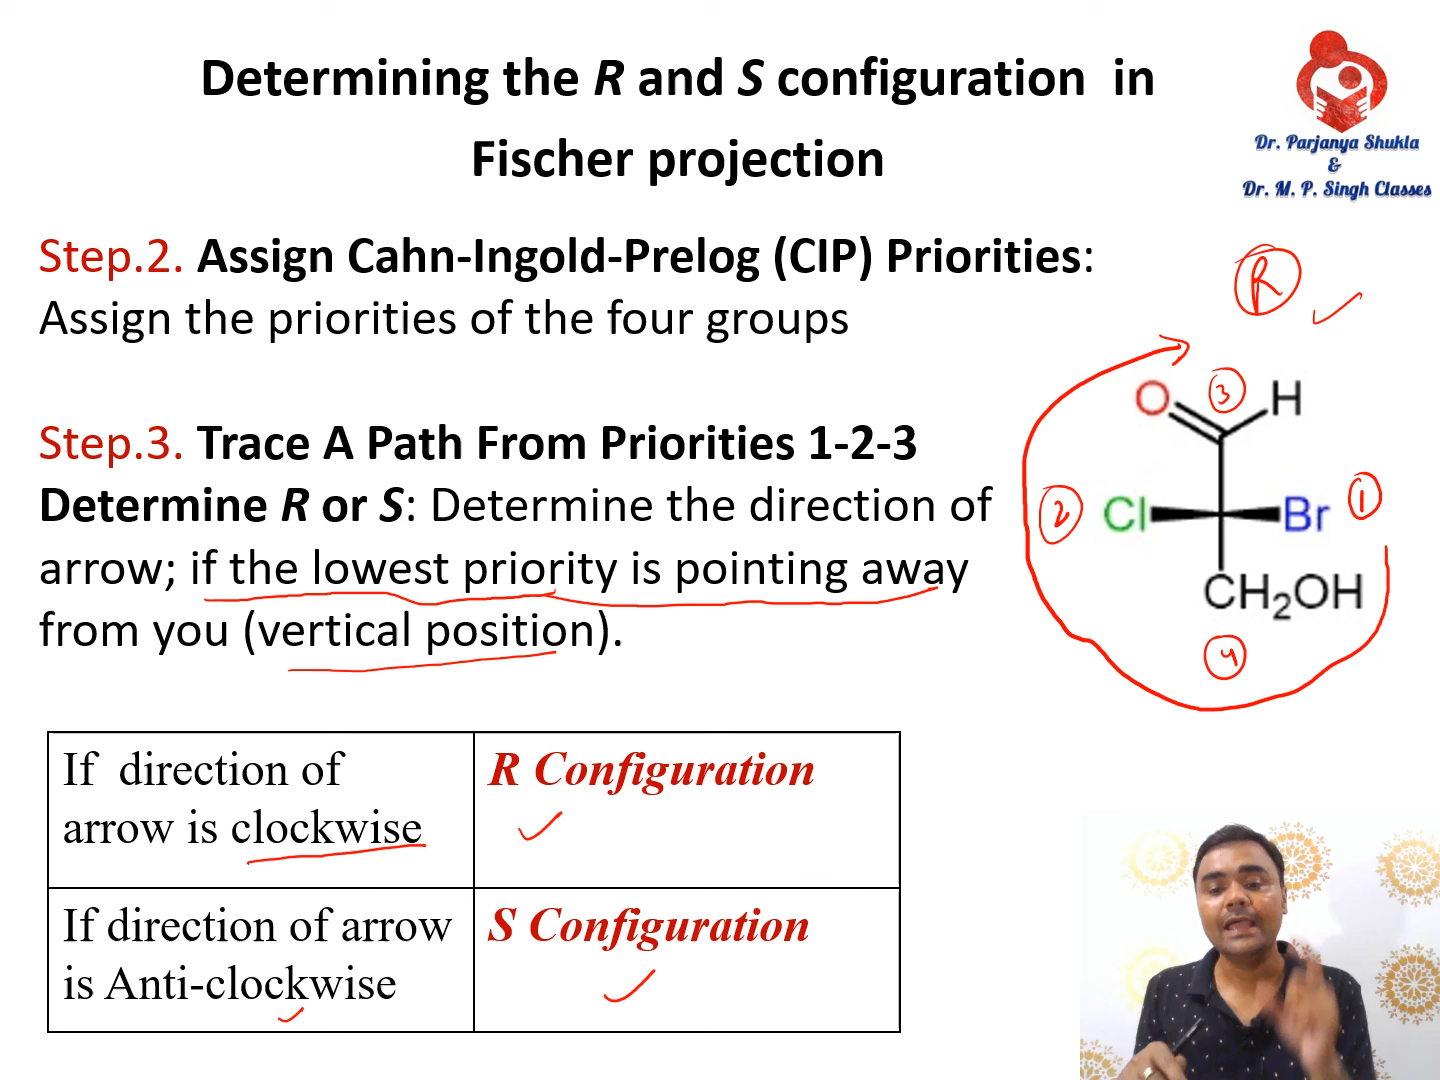 Determining the R and S configuration in
Fischer projection
Dr. Parjanya Shukla
&
Dr. M. P. Singh Classes
Step.2. Assign Cahn-Ingold-Prelog (CIP) Priorities:
Assign the priorities of the four groups
R
Step.3. Trace A Path From Priorities 1-2-3
Determine R or S: Determine the direction of
arrow; if the lowest priority is pointing away
from you (vertical position).
O 3 H
2 Cl Br 1
CH₂OH
4
If direction of
arrow is clockwise
R Configuration
If direction of arrow
is Anti-clockwise
S Configuration